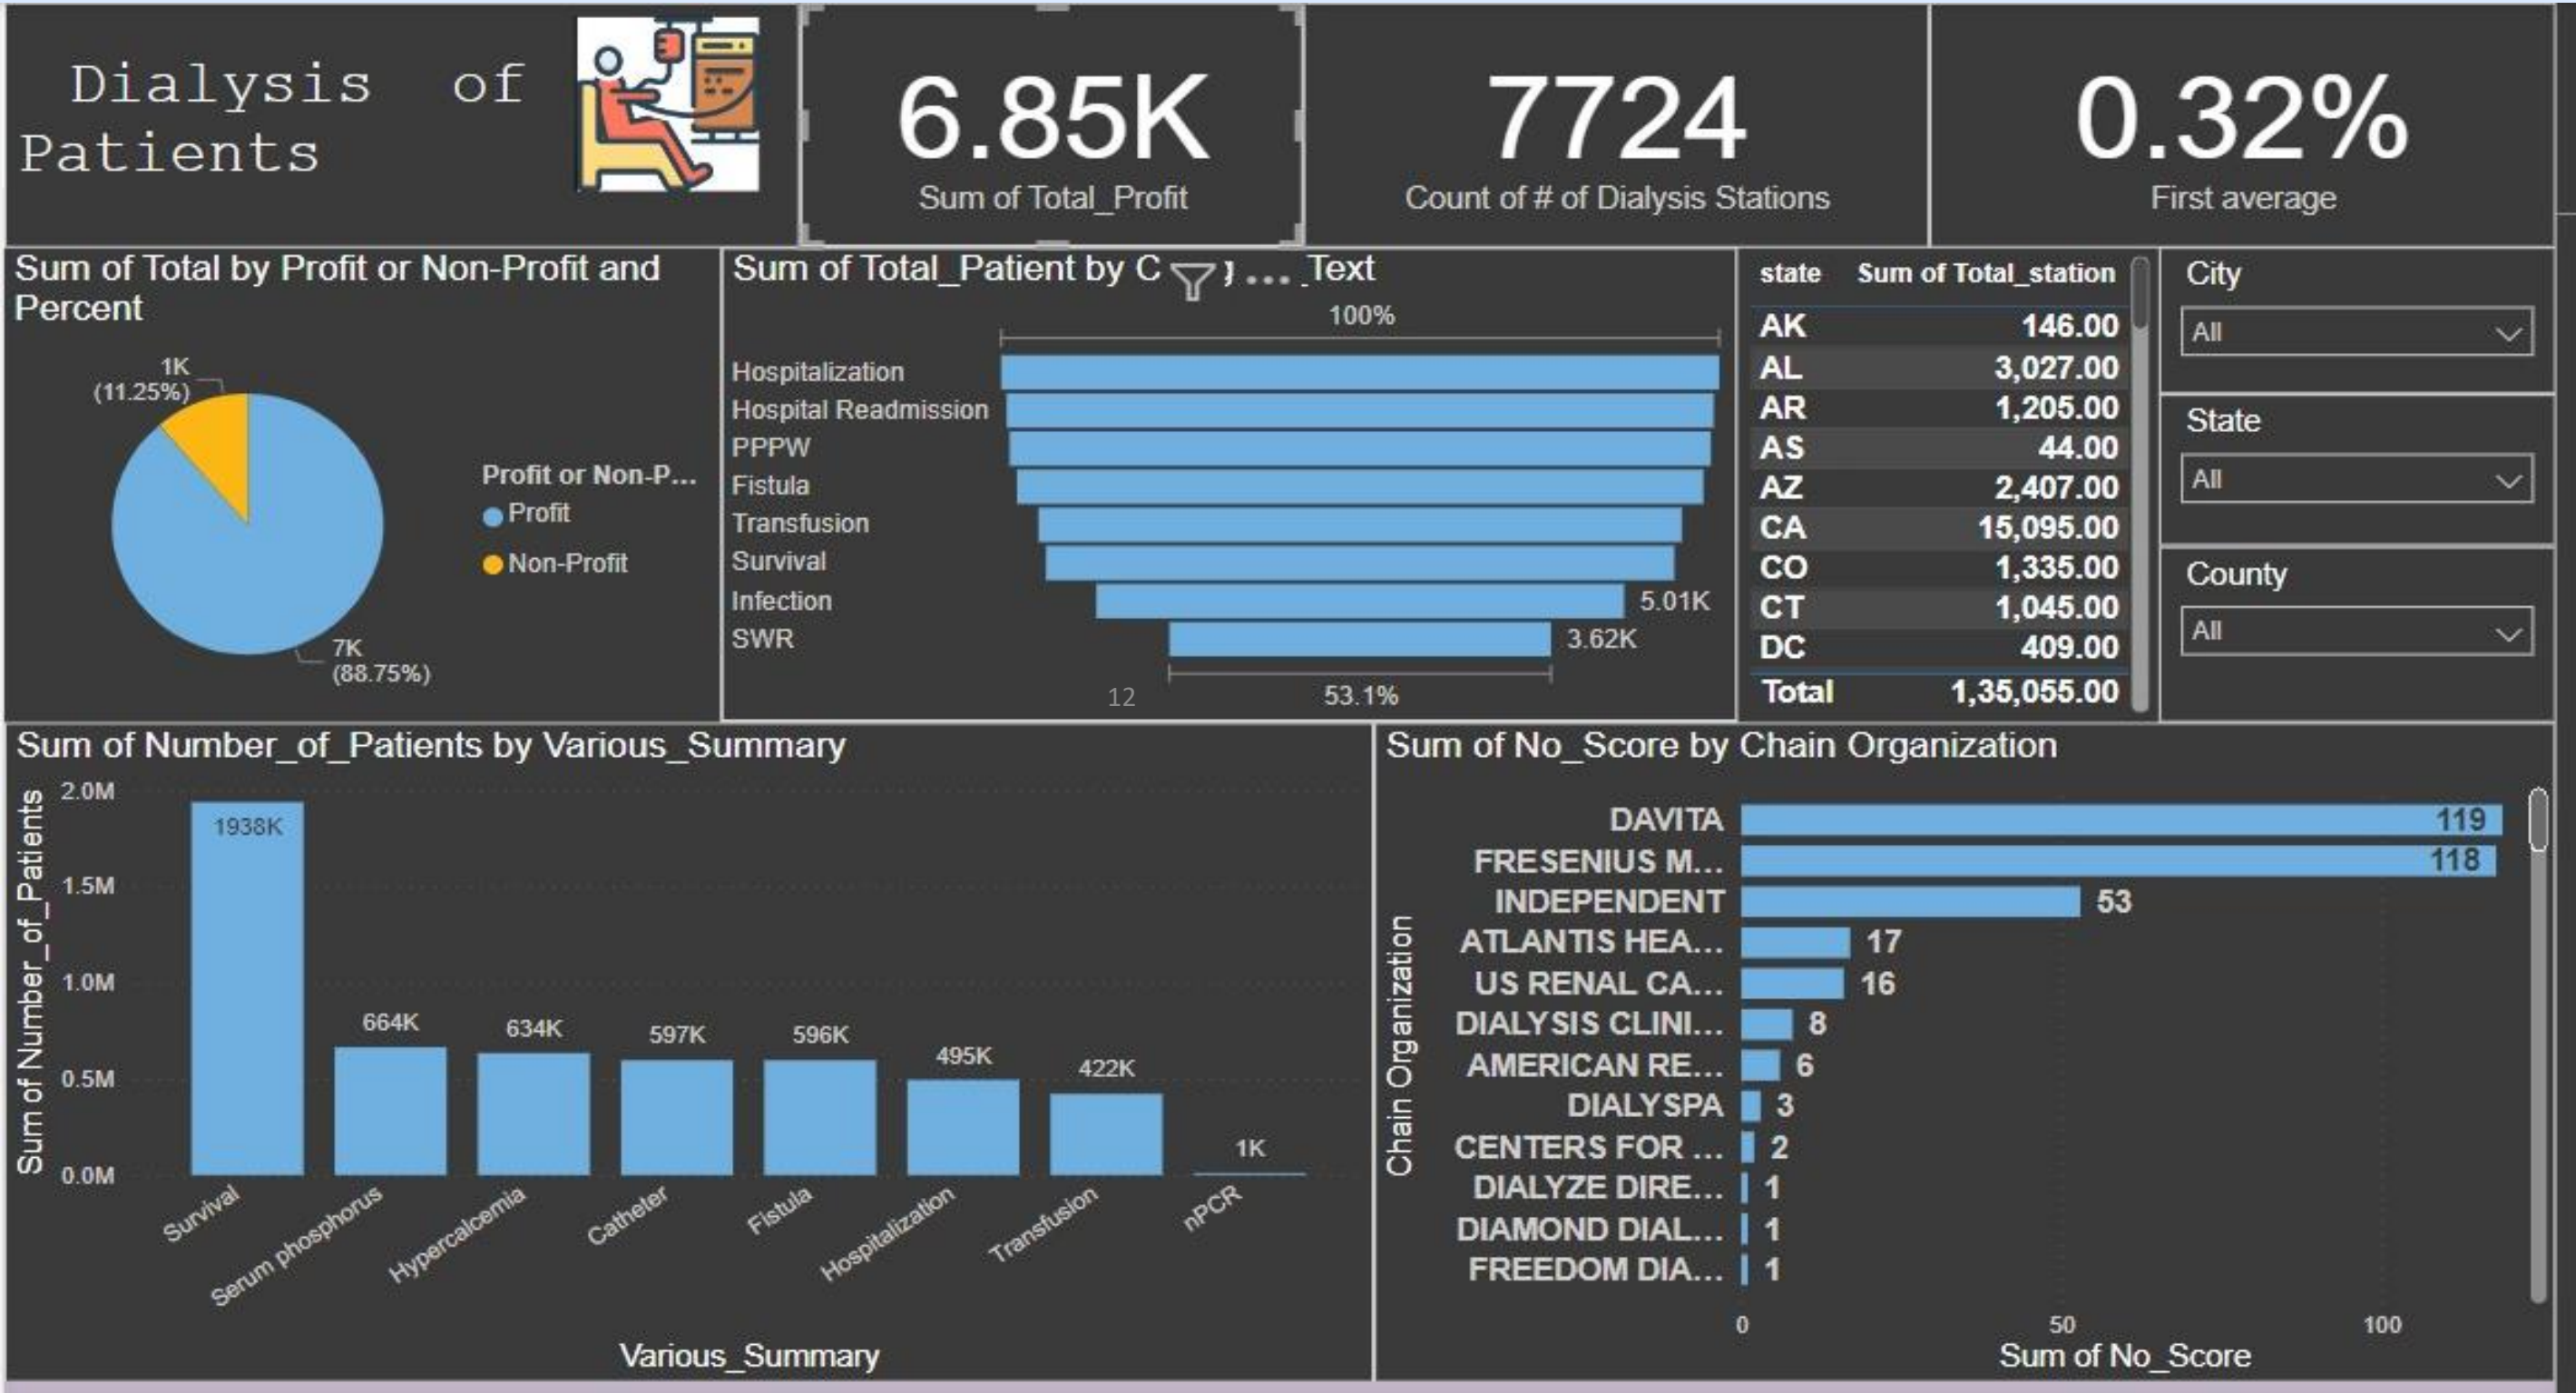 Dialysis of
Patients
6.85K
Sum of Total_Profit
7724
Count of # of Dialysis Stations
0.32%
First average
Sum of Total by Profit or Non-Profit and
Percent
1K
(11.25%)
7K
(88.75%)
Profit or Non-P...
Profit
Non-Profit
Sum of Total_Patient by C ... _Text
100%
Hospitalization
Hospital Readmission
PPPW
Fistula
Transfusion
Survival
Infection 5.01K
SWR 3.62K
12 53.1%
state Sum of Total_station
AK 146.00
AL 3,027.00
AR 1,205.00
AS 44.00
AZ 2,407.00
CA 15,095.00
CO 1,335.00
CT 1,045.00
DC 409.00
Total 1,35,055.00
City
All
State
All
County
All
Sum of Number_of_Patients by Various_Summary
Sum of Number_of_Patients
2.0M
1.5M
1.0M
0.5M
0.0M
1938K
664K
634K
597K
596K
495K
422K
1K
Survival
Serum phosphorus
Hypercalcemia
Catheter
Fistula
Hospitalization
Transfusion
nPCR
Various_Summary
Sum of No_Score by Chain Organization
Chain Organization
DAVITA 119
FRESENIUS M... 118
INDEPENDENT 53
ATLANTIS HEA... 17
US RENAL CA... 16
DIALYSIS CLINI... 8
AMERICAN RE... 6
DIALYSPA 3
CENTERS FOR ... 2
DIALYZE DIRE... 1
DIAMOND DIAL... 1
FREEDOM DIA... 1
0 50 100
Sum of No_Score